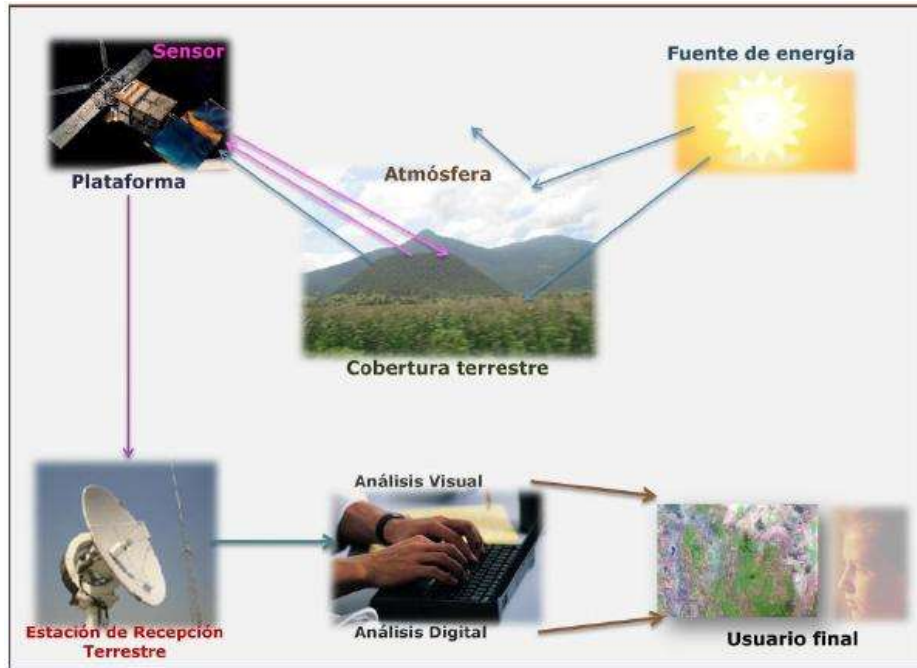 Sensor
Fuente de energía
Plataforma
Atmósfera
Cobertura terrestre
Análisis Visual
Análisis Digital
Estación de Recepción
Terrestre
Usuario final